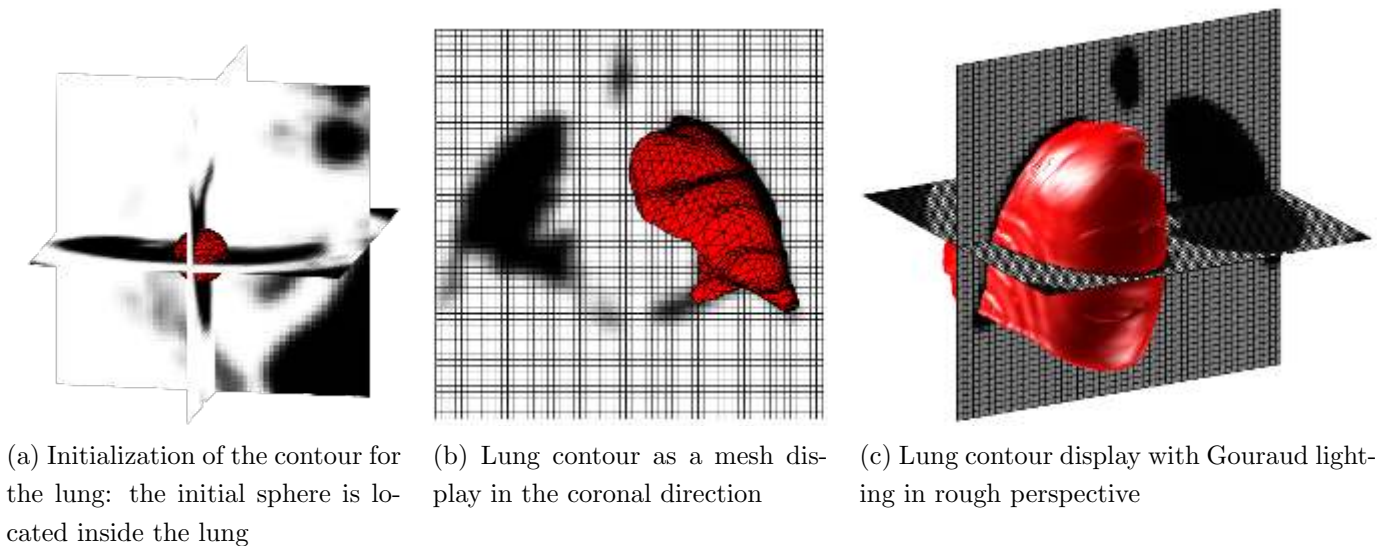 (a) Initialization of the contour for
the lung: the initial sphere is lo-
cated inside the lung
(b) Lung contour as a mesh dis-
play in the coronal direction
(c) Lung contour display with Gouraud light-
ing in rough perspective